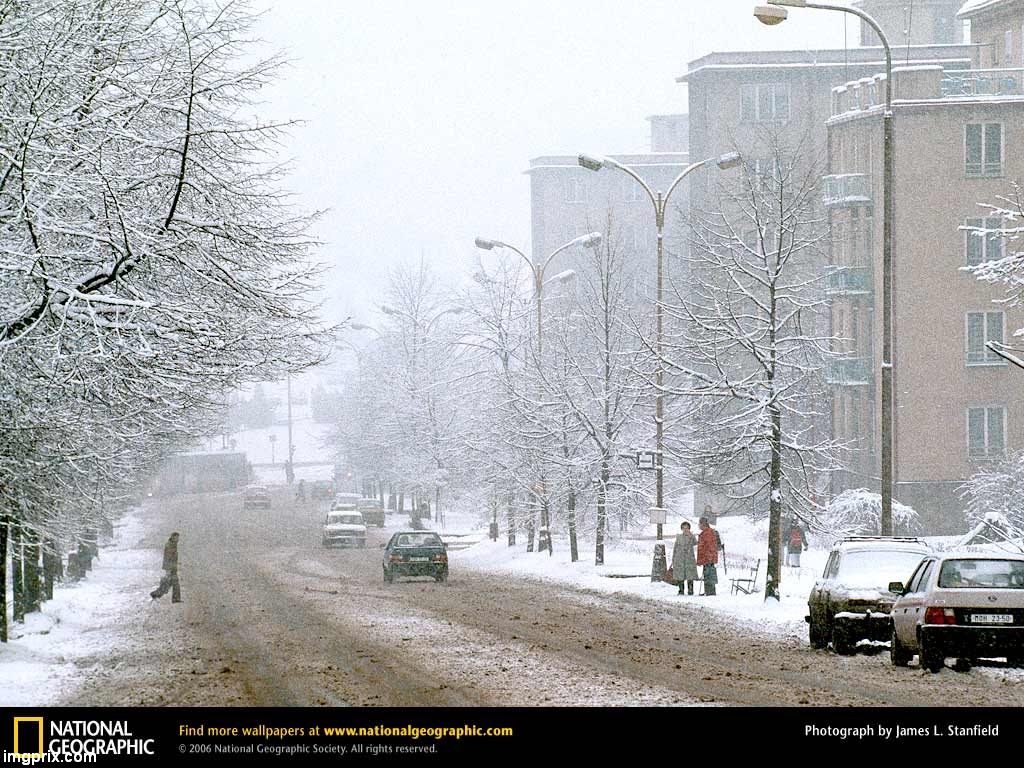 MOH 23-50
NATIONAL
GEOGRAPHIC
Find more wallpapers at www.nationalgeographic.com
© 2006 National Geographic Society. All rights reserved.
Photograph by James L. Stanfield
imgprix.com